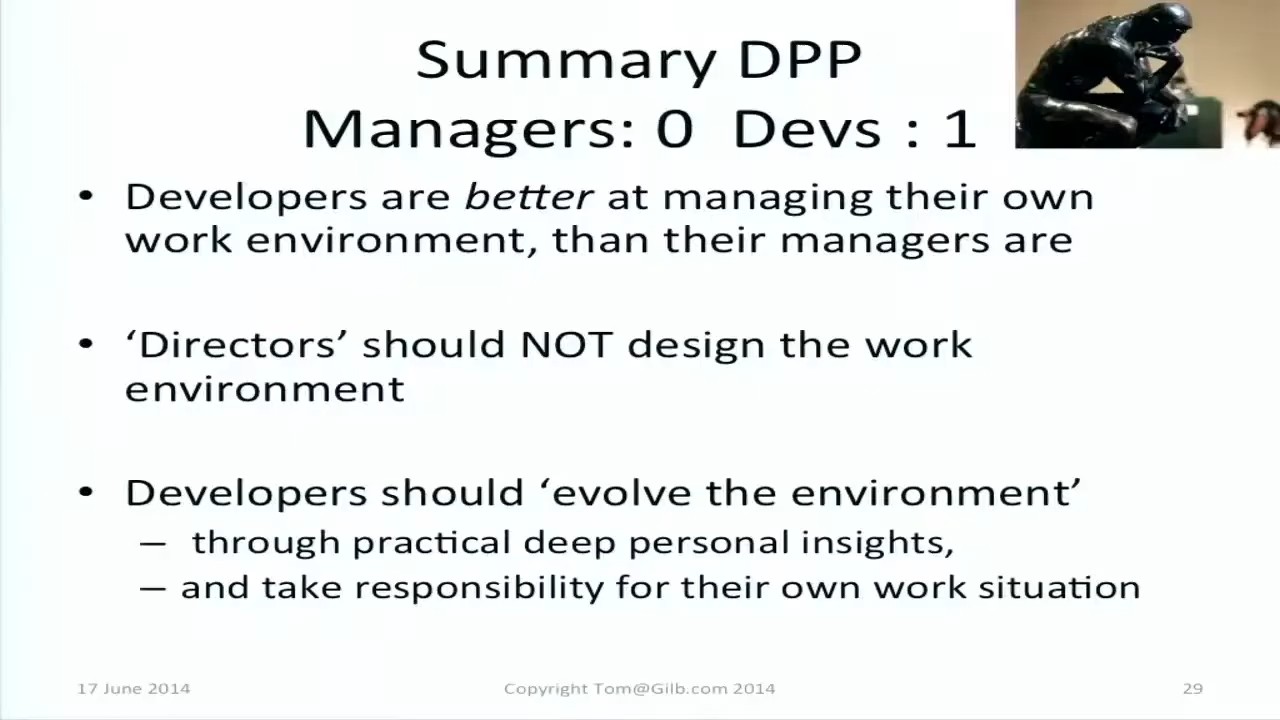 Summary DPP
Managers: 0 Devs : 1
• Developers are better at managing their own
work environment, than their managers are
• ‘Directors’ should NOT design the work
environment
• Developers should ‘evolve the environment’
– through practical deep personal insights,
– and take responsibility for their own work situation
17 June 2014
Copyright Tom@Gilb.com 2014
29